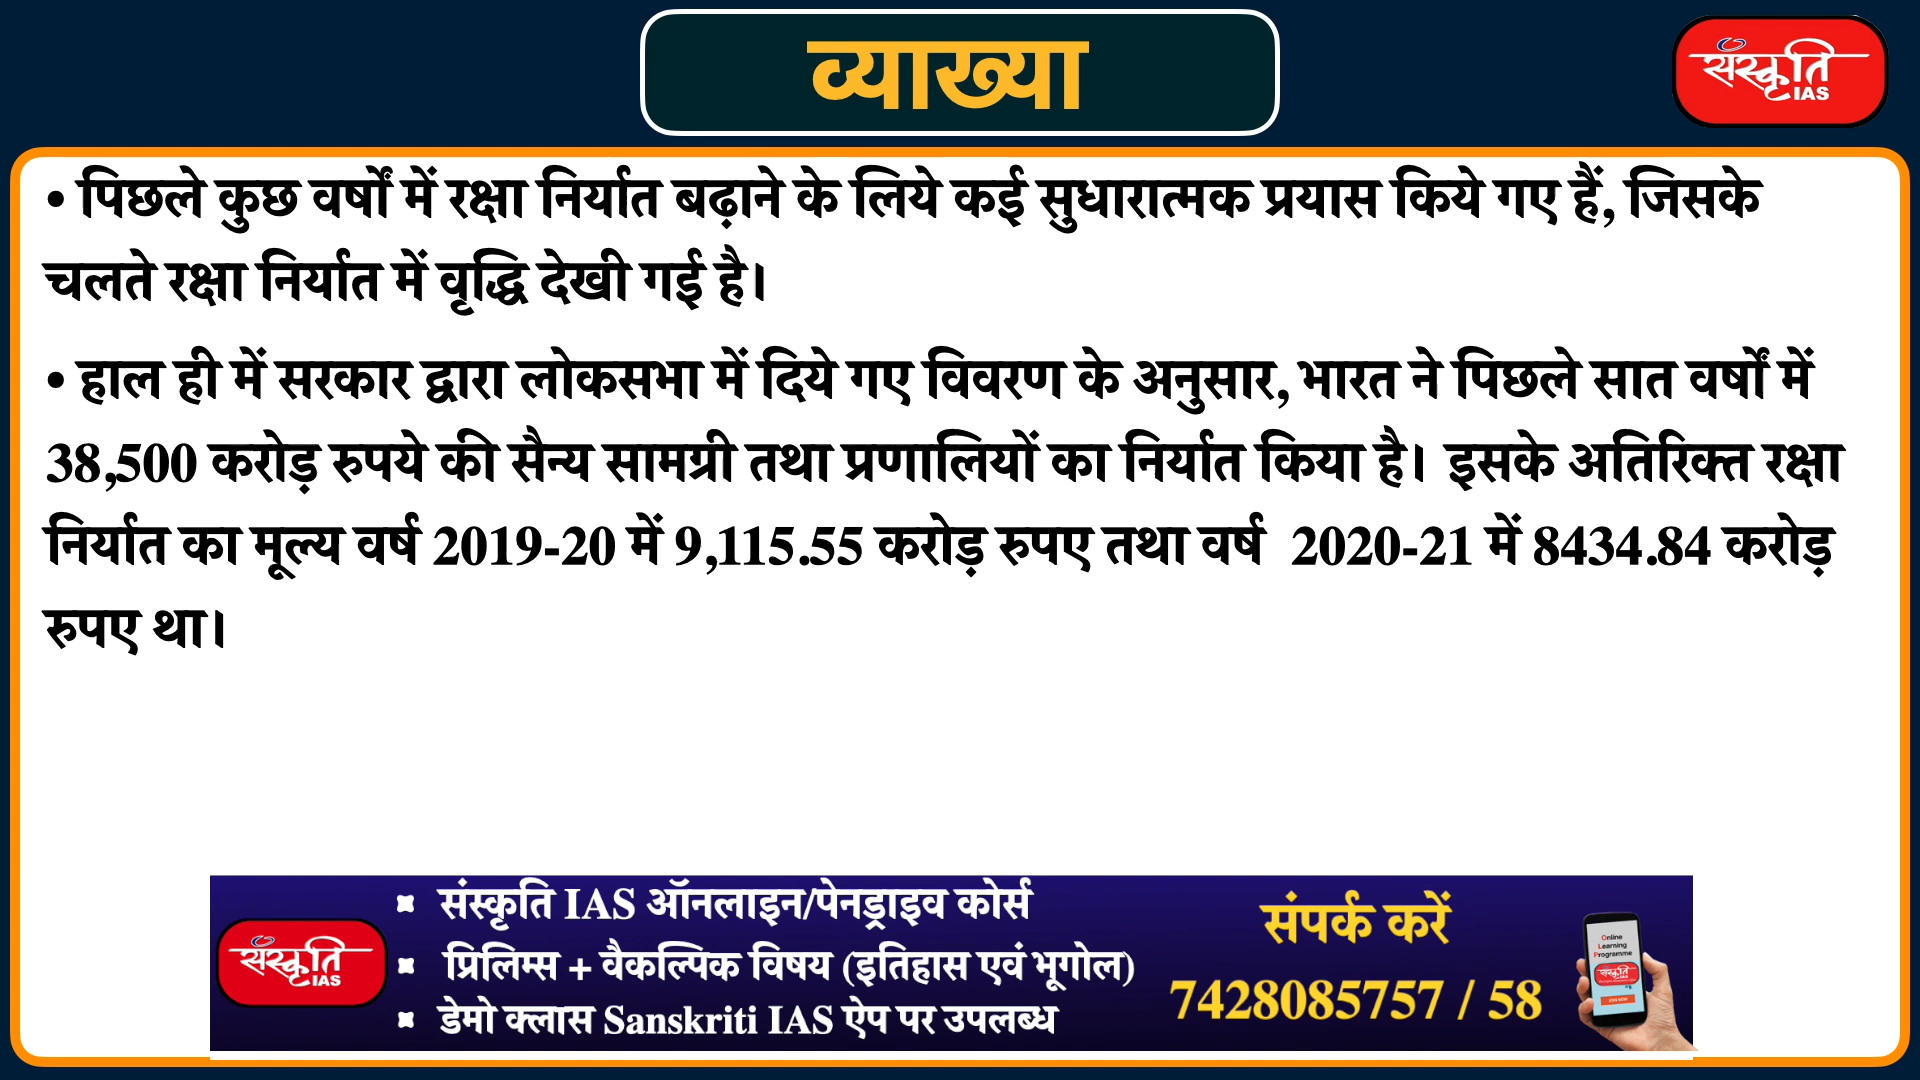 व्याख्या
संस्कृति
IAS
• पिछले कुछ वर्षों में रक्षा निर्यात बढ़ाने के लिये कई सुधारात्मक प्रयास किये गए हैं, जिसके
चलते रक्षा निर्यात में वृद्धि देखी गई है।
• हाल ही में सरकार द्वारा लोकसभा में दिये गए विवरण के अनुसार, भारत ने पिछले सात वर्षों में
38,500 करोड़ रुपये की सैन्य सामग्री तथा प्रणालियों का निर्यात किया है। इसके अतिरिक्त रक्षा
निर्यात का मूल्य वर्ष 2019-20 में 9,115.55 करोड़ रुपए तथा वर्ष 2020-21 में 8434.84 करोड़
रुपए था।
संस्कृति
IAS
संस्कृति IAS ऑनलाइन/पेनड्राइव कोर्स
प्रिलिम्स + वैकल्पिक विषय (इतिहास एवं भूगोल)
डेमो क्लास Sanskriti IAS ऐप पर उपलब्ध
संपर्क करें
7428085757 / 58
Online
Learning
Programme
संस्कृति